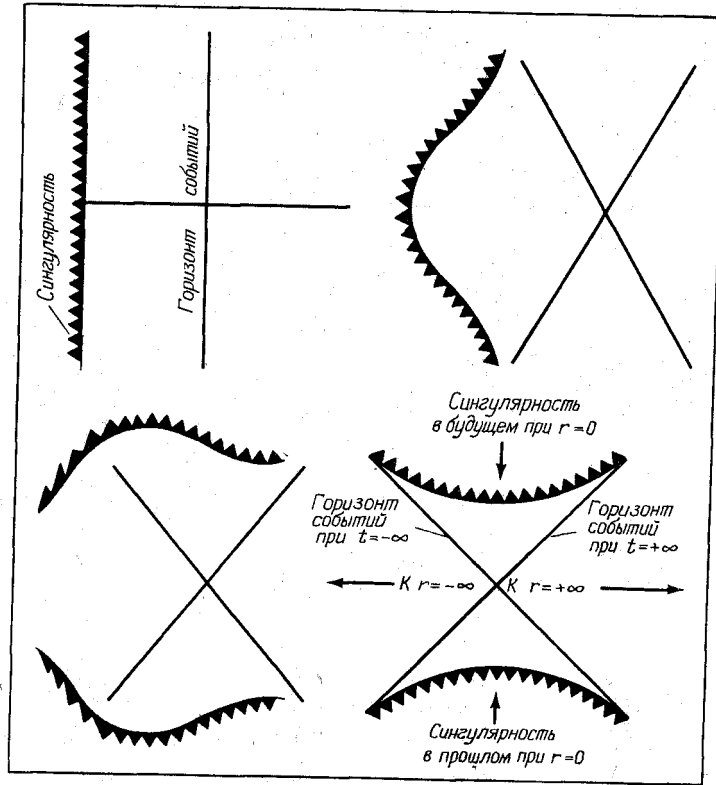 Сингулярность
Горизонт событий
Сингулярность
в будущем при r=0
Горизонт
событий
при t=−∞
Горизонт
событий
при t=+∞
К r=−∞
К r=+∞
Сингулярность
в прошлом при r=0